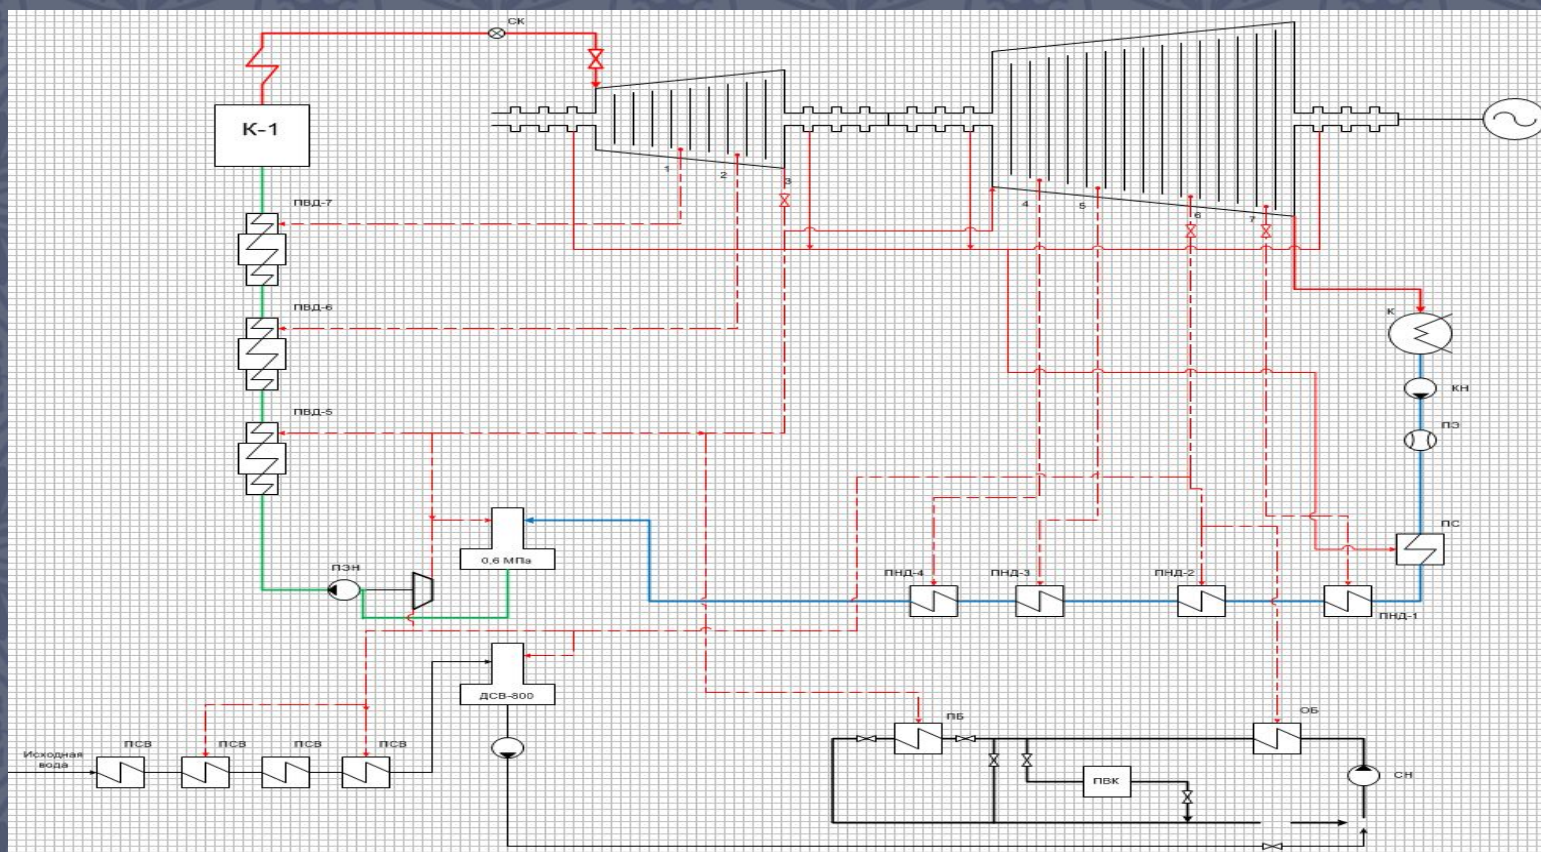 СК
К-1
1
2
3
4
5
6
7
ПВД-7
ПВД-6
К
КН
ПВД-5
ПЭ
ПС
0,6 МПа
ПЭН
ПНД-4
ПНД-3
ПНД-2
ПНД-1
ДСВ-800
ПБ
ОБ
Исходная
вода
ПСВ
ПСВ
ПСВ
ПСВ
ПВК
СН